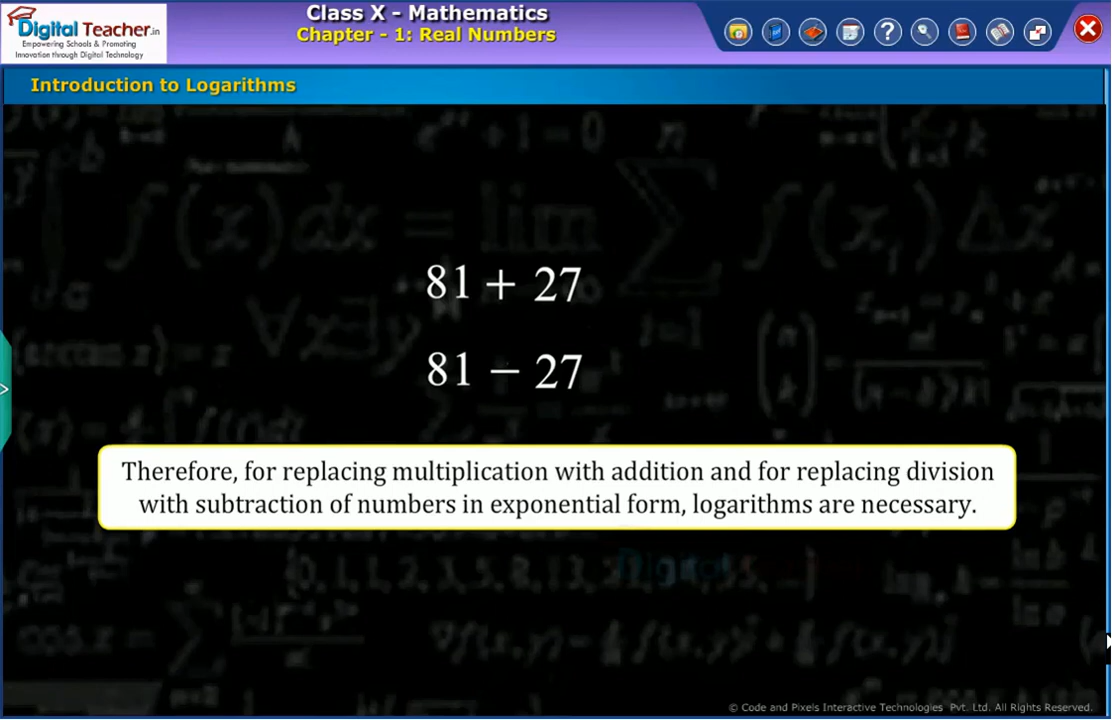 Digital Teacher.in
Empowering Schools & Promoting
Innovation through Digital Technology
Class X - Mathematics
Chapter - 1: Real Numbers
Introduction to Logarithms
81 + 27
81 − 27
Therefore, for replacing multiplication with addition and for replacing division
with subtraction of numbers in exponential form, logarithms are necessary.
© Code and Pixels Interactive Technologies Pvt. Ltd. All Rights Reserved.